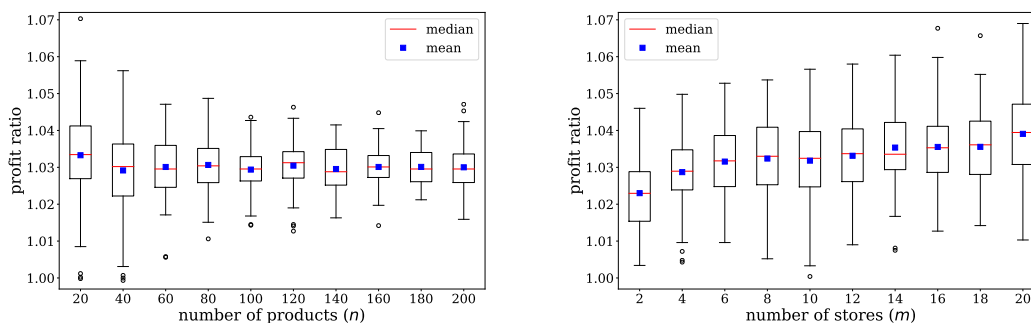 1.07
1.06
1.05
1.04
1.03
1.02
1.01
1.00
profit ratio
median
mean
20 40 60 80 100 120 140 160 180 200
number of products (n)
1.07
1.06
1.05
1.04
1.03
1.02
1.01
1.00
profit ratio
median
mean
2 4 6 8 10 12 14 16 18 20
number of stores (m)